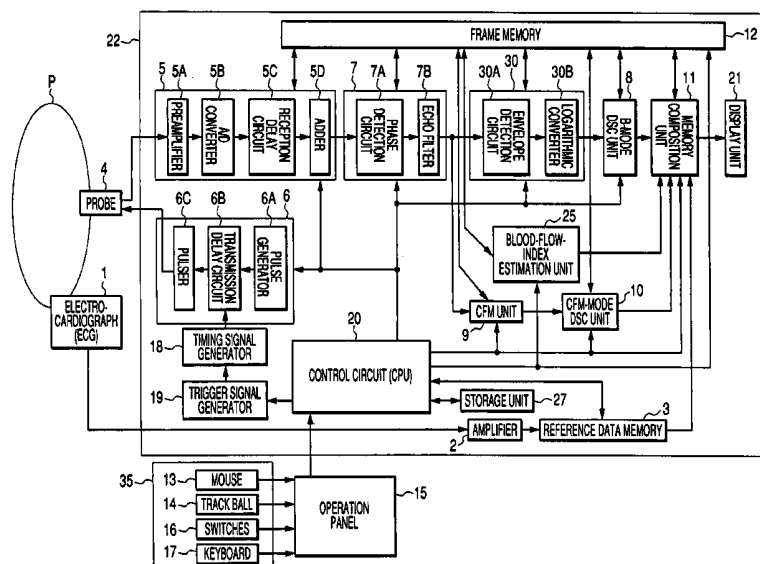 22
FRAME MEMORY
12
P
5
5A
5B
5C
5D
7
7A
7B
30A
30
30B
8
11
21
PREAMPLIFIER
A/D
CONVERTER
RECEPTION
DELAY
CIRCUIT
ADDER
PHASE
DETECTION
CIRCUIT
ECHO FILTER
ENVELOPE
DETECTION
CIRCUIT
LOGARITHMIC
CONVERTER
B-MODE
DSC UNIT
MEMORY
COMPOSITION
UNIT
DISPLAY UNIT
4
PROBE
6C
6B
6A
6
PULSER
TRANSMISSION
DELAY CIRCUIT
PULSE
GENERATOR
25
BLOOD-FLOW-
INDEX
ESTIMATION UNIT
1
ELECTRO-
CARDIOGRAPH
(ECG)
10
CFM UNIT
9
CFM-MODE
DSC UNIT
18
TIMING SIGNAL
GENERATOR
20
CONTROL CIRCUIT (CPU)
19
TRIGGER SIGNAL
GENERATOR
STORAGE UNIT
27
3
AMPLIFIER
2
REFERENCE DATA MEMORY
35
13
MOUSE
14
TRACK BALL
16
SWITCHES
17
KEYBOARD
OPERATION
PANEL
15